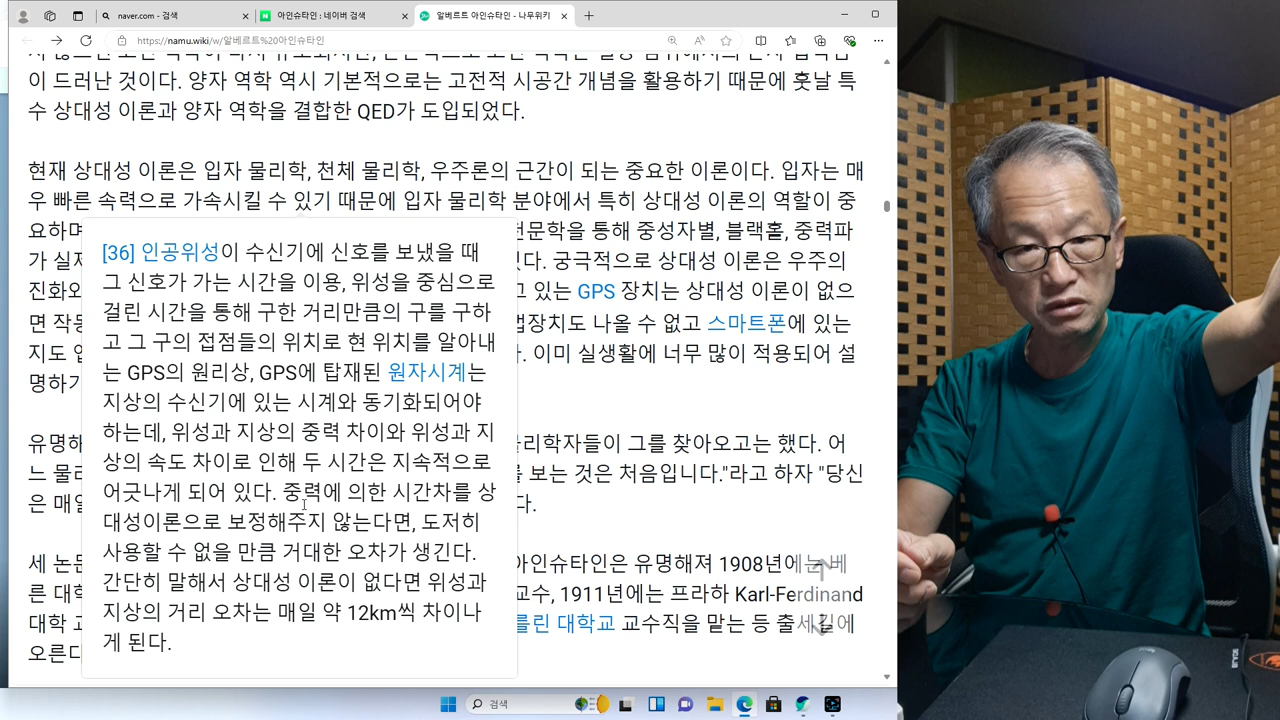 naver.com - 검색
아인슈타인 : 네이버 검색
알베르트 아인슈타인 - 나무위키
https://namu.wiki/w/알베르트%20아인슈타인
이 드러난 것이다. 양자 역학 역시 기본적으로는 고전적 시공간 개념을 활용하기 때문에 훗날 특
수 상대성 이론과 양자 역학을 결합한 QED가 도입되었다.
현재 상대성 이론은 입자 물리학, 천체 물리학, 우주론의 근간이 되는 중요한 이론이다. 입자는 매
우 빠른 속력으로 가속시킬 수 있기 때문에 입자 물리학 분야에서 특히 상대성 이론의 역할이 중
요하며
천문학을 통해 중성자별, 블랙홀, 중력파
가 실제
있다. 궁극적으로 상대성 이론은 우주의
진화와
고 있는 GPS 장치는 상대성 이론이 없으
면 작동
법장치도 나올 수 없고 스마트폰에 있는
지도 앱
이미 실생활에 너무 많이 적용되어 설
명하기
[36] 인공위성이 수신기에 신호를 보냈을 때
그 신호가 가는 시간을 이용, 위성을 중심으로
걸린 시간을 통해 구한 거리만큼의 구를 구하
고 그 구의 접점들의 위치로 현 위치를 알아내
는 GPS의 원리상, GPS에 탑재된 원자시계는
지상의 수신기에 있는 시계와 동기화되어야
하는데, 위성과 지상의 중력 차이와 위성과 지
상의 속도 차이로 인해 두 시간은 지속적으로
어긋나게 되어 있다. 중력에 의한 시간차를 상
대성이론으로 보정해주지 않는다면, 도저히
사용할 수 없을 만큼 거대한 오차가 생긴다.
간단히 말해서 상대성 이론이 없다면 위성과
지상의 거리 오차는 매일 약 12km씩 차이나
게 된다.
유명해
물리학자들이 그를 찾아오고는 했다. 어
느 물리
를 보는 것은 처음입니다."라고 하자 "당신
은 매일
다.
세 논문
아인슈타인은 유명해져 1908년에는 베
른 대학
교수, 1911년에는 프라하 Karl-Ferdinand
대학 교
를린 대학교 교수직을 맡는 등 출세길에
오른다
검색